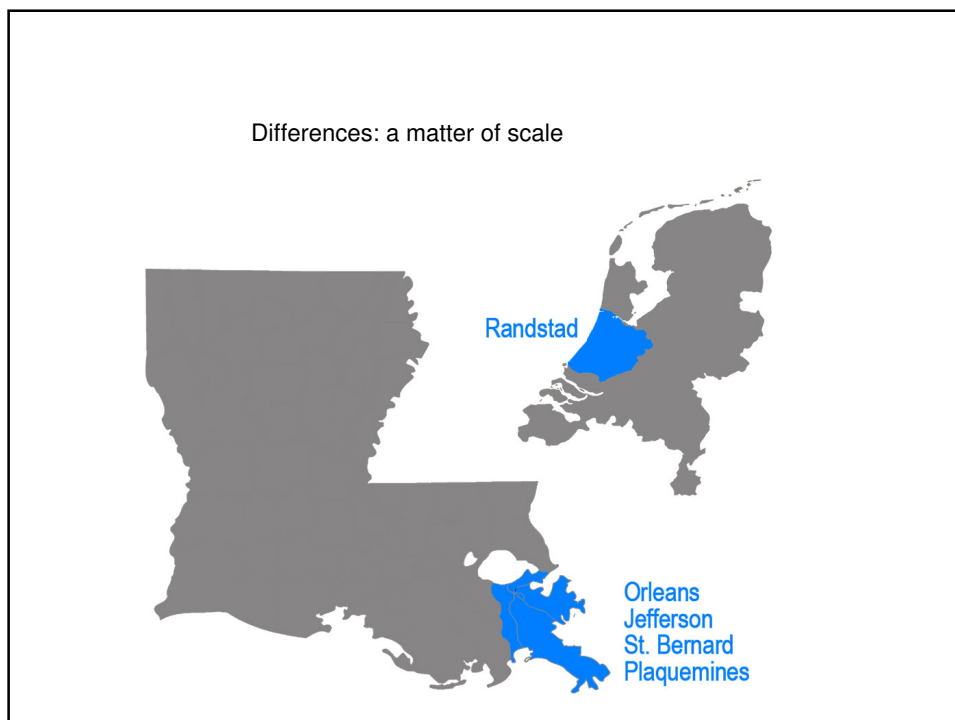 Differences: a matter of scale
Randstad
Orleans
Jefferson
St. Bernard
Plaquemines